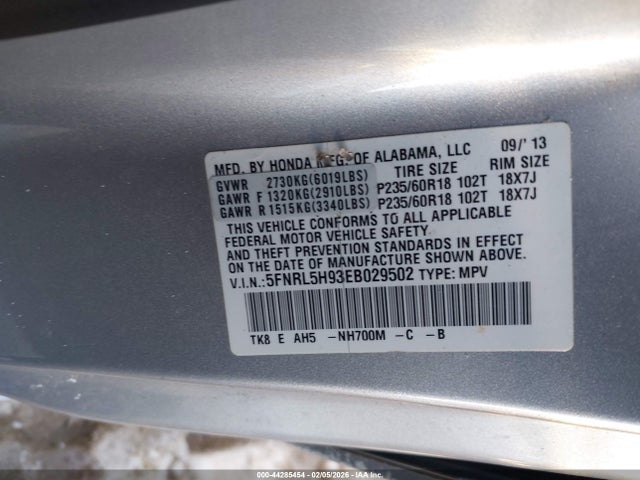 MFD. BY HONDA MFG. OF ALABAMA, LLC 09/'13
GVWR 2730KG(6019LBS) TIRE SIZE RIM SIZE
GAWR F 1320KG(2910LBS) P235/60R18 102T 18X7J
GAWR R 1515KG(3340LBS) P235/60R18 102T 18X7J
THIS VEHICLE CONFORMS TO ALL APPLICABLE
FEDERAL MOTOR VEHICLE SAFETY
AND THEFT PREVENTION STANDARDS IN EFFECT
ON THE DATE OF MANUFACTURE SHOWN ABOVE.
V.I.N.:5FNRL5H93EB029502 TYPE: MPV
TK8 E AH5 -NH700M -C -B
000-44285454 | 02/05/2026 - IAA Inc.